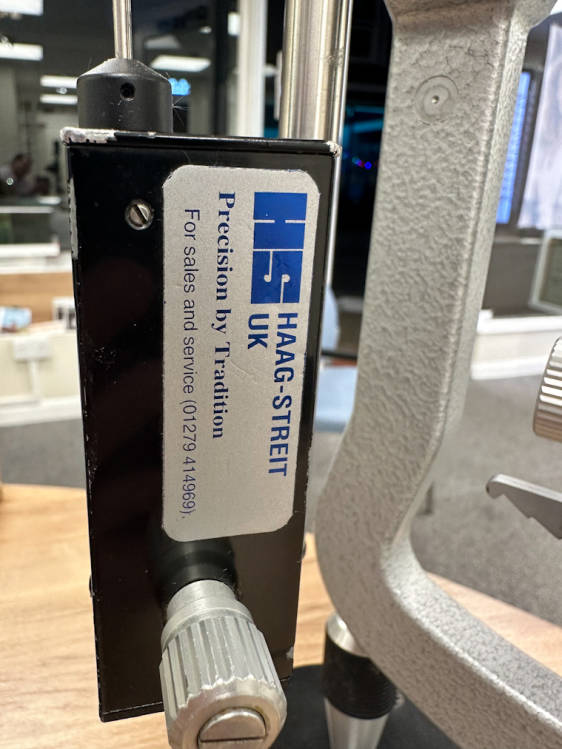 HS HAAG-STREIT
UK
Precision by Tradition
For sales and service (01279 414969).